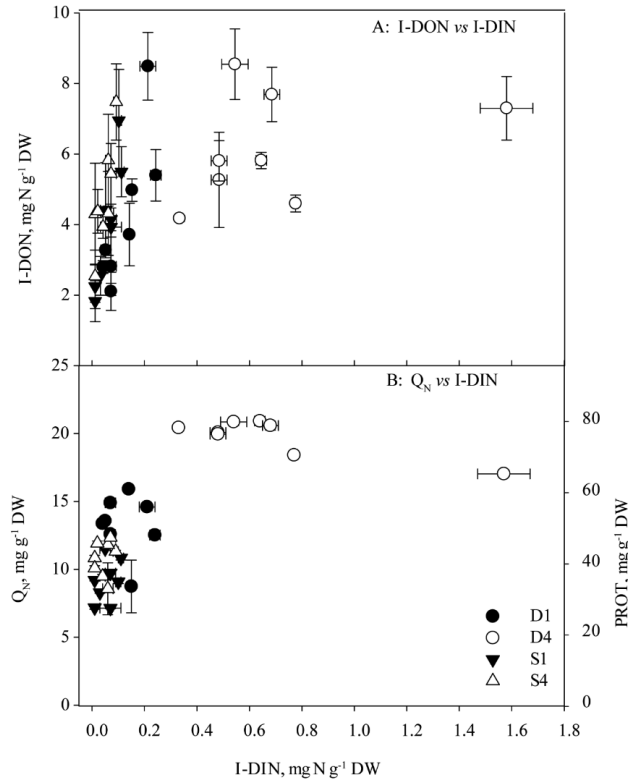 A: I-DON vs I-DIN
10
8
6
4
2
I-DON, mg N g-1 DW
B: QN vs I-DIN
25
20
15
10
5
0
QN, mg g-1 DW
80
60
40
20
0
PROT. mg g-1 DW
D1
D4
S1
S4
0.0 0.2 0.4 0.6 0.8 1.0 1.2 1.4 1.6 1.8
I-DIN, mg N g-1 DW